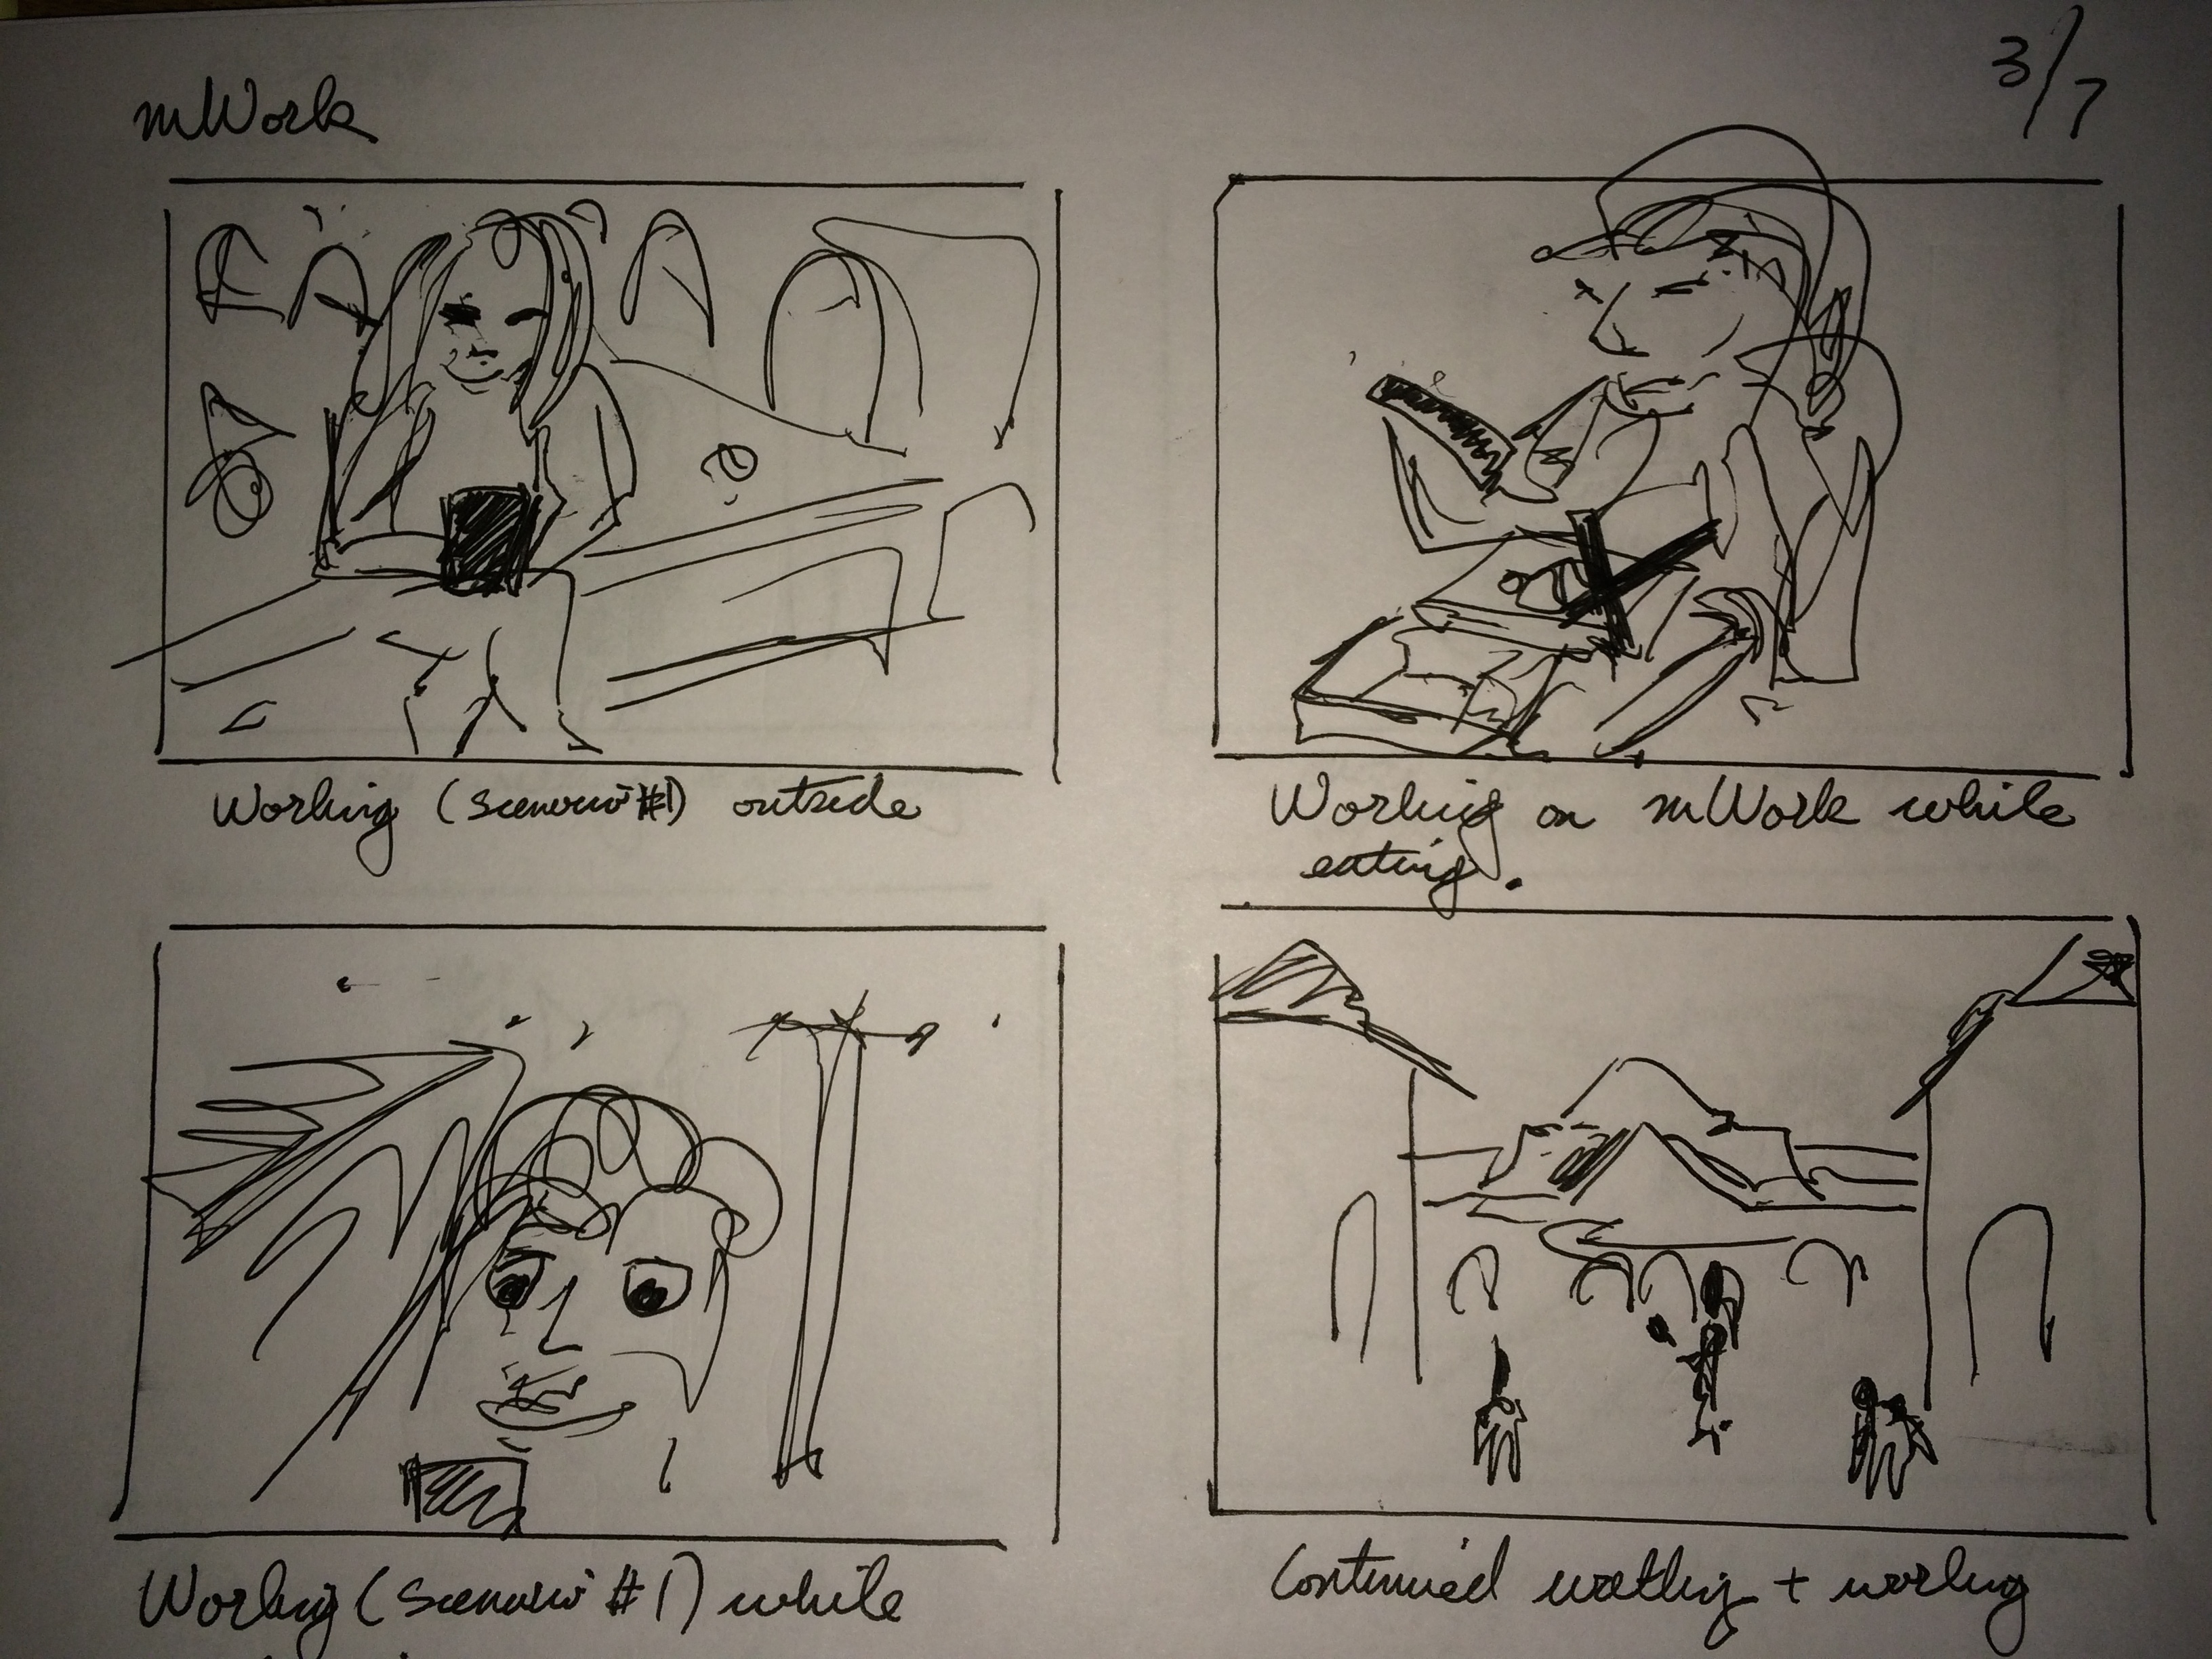 mWork
3/7
Working (scenario #1) outside
Working on mWork while
eating.
Working (scenario #1) while
Continued walking + working